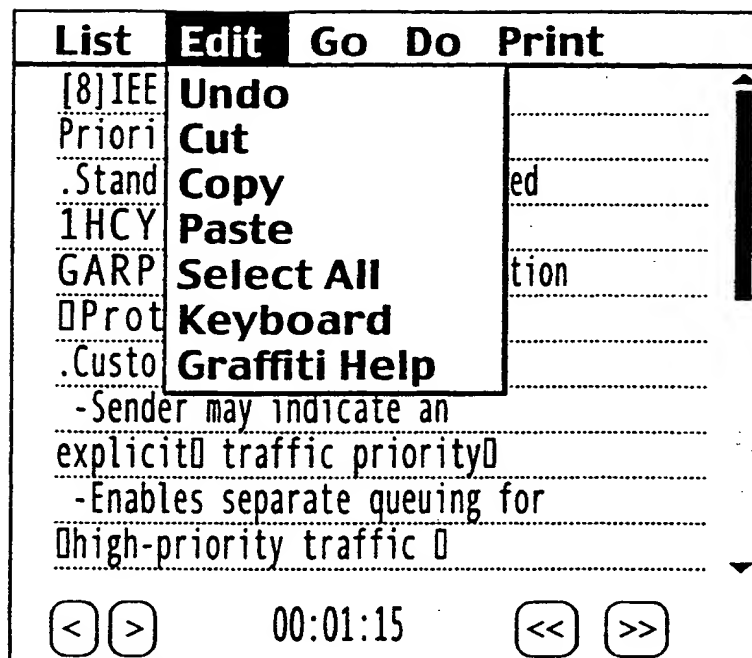 List Edit Go Do Print
[8]IEE
Undo
Priori
Cut
.Stand
Copy
ed
1HCY
Paste
GARP
Select All
tion
▯Prot
Keyboard
.Custo
Graffiti Help
-Sender may indicate an
explicit▯ traffic priority▯
-Enables separate queuing for
▯high-priority traffic ▯
< > 00:01:15 << >>